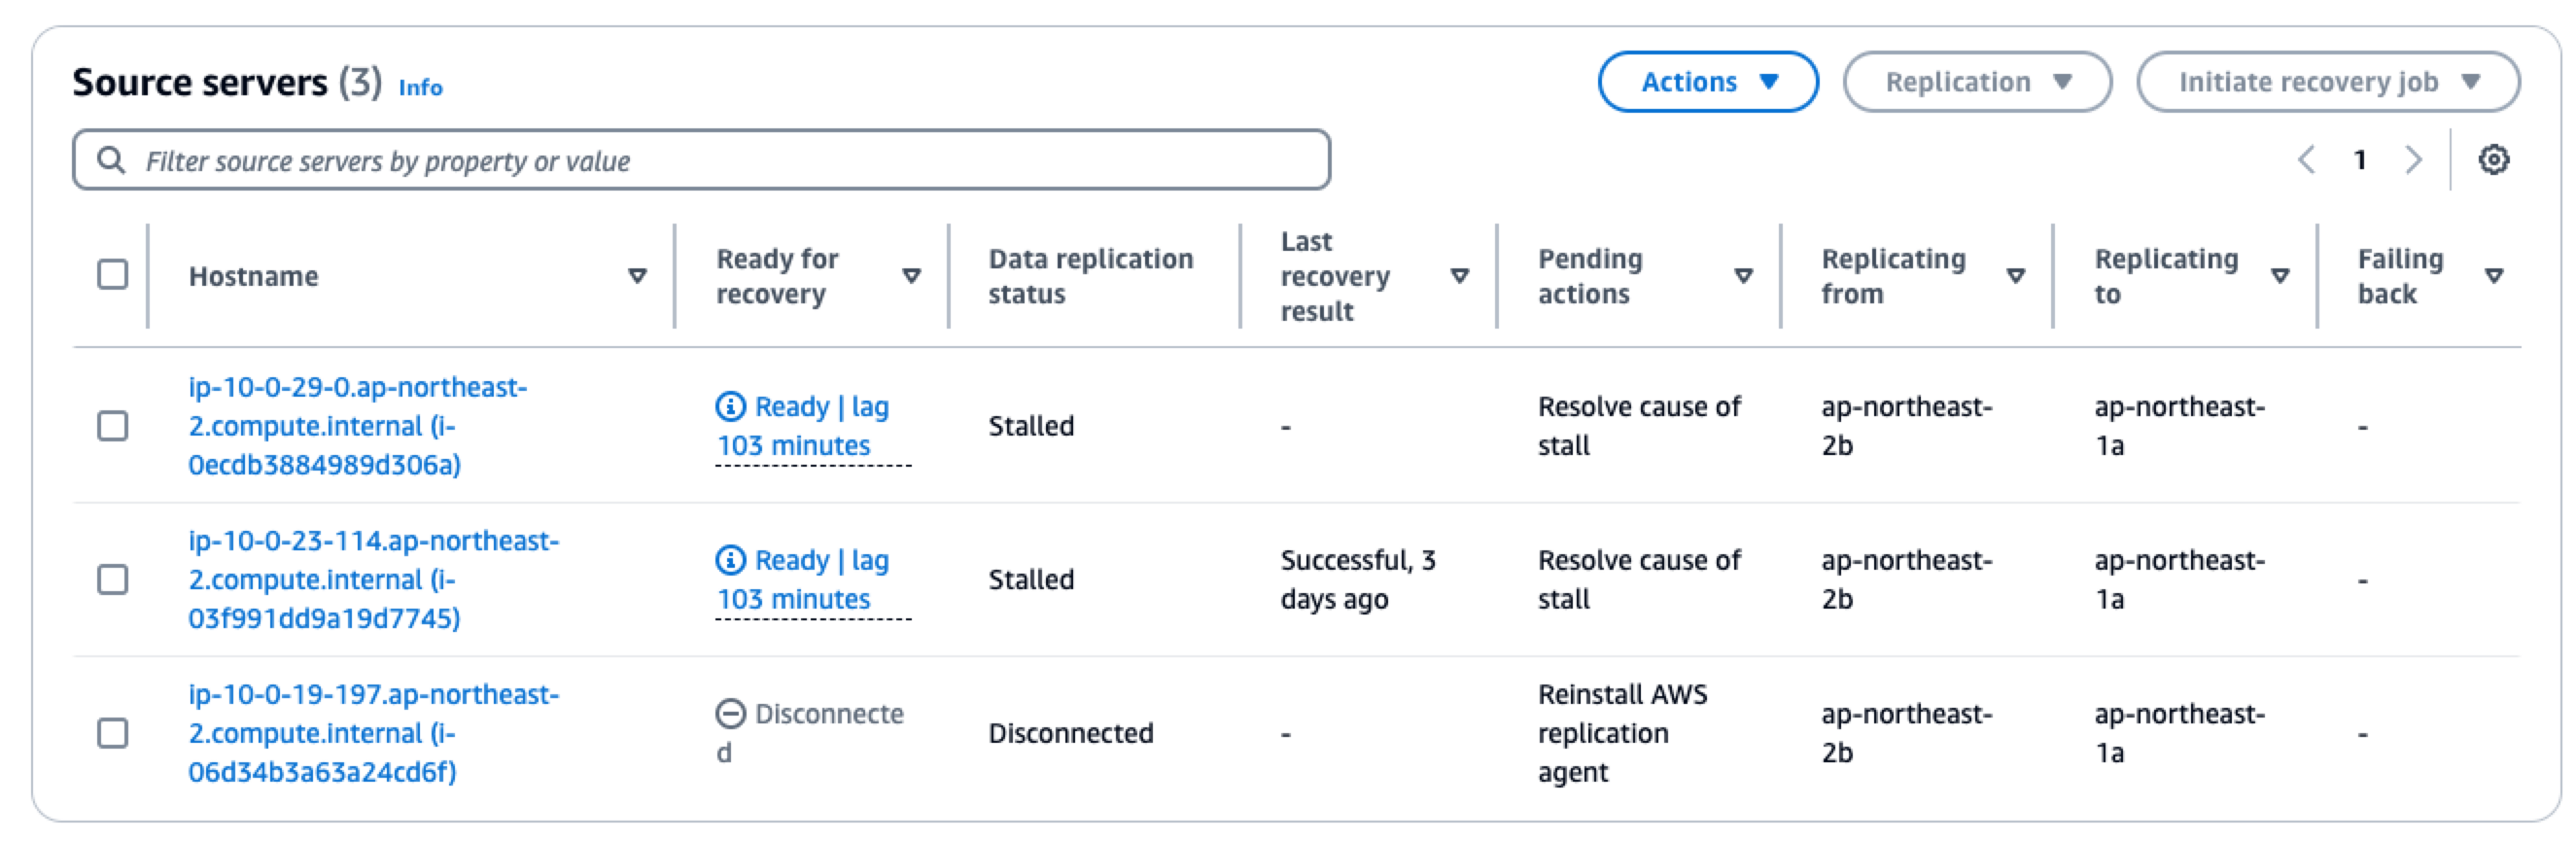 Source servers (3) Info
Actions
Replication
Initiate recovery job
Filter source servers by property or value
1
Hostname
Ready for
recovery
Data replication
status
Last
recovery
result
Pending
actions
Replicating
from
Replicating
to
Failing
back
ip-10-0-29-0.ap-northeast-
2.compute.internal (i-
0ecdb3884989d306a)
Ready | lag
103 minutes
Stalled
-
Resolve cause of
stall
ap-northeast-
2b
ap-northeast-
1a
-
ip-10-0-23-114.ap-northeast-
2.compute.internal (i-
03f991dd9a19d7745)
Ready | lag
103 minutes
Stalled
Successful, 3
days ago
Resolve cause of
stall
ap-northeast-
2b
ap-northeast-
1a
-
ip-10-0-19-197.ap-northeast-
2.compute.internal (i-
06d34b3a63a24cd6f)
Disconnecte
d
Disconnected
-
Reinstall AWS
replication
agent
ap-northeast-
2b
ap-northeast-
1a
-